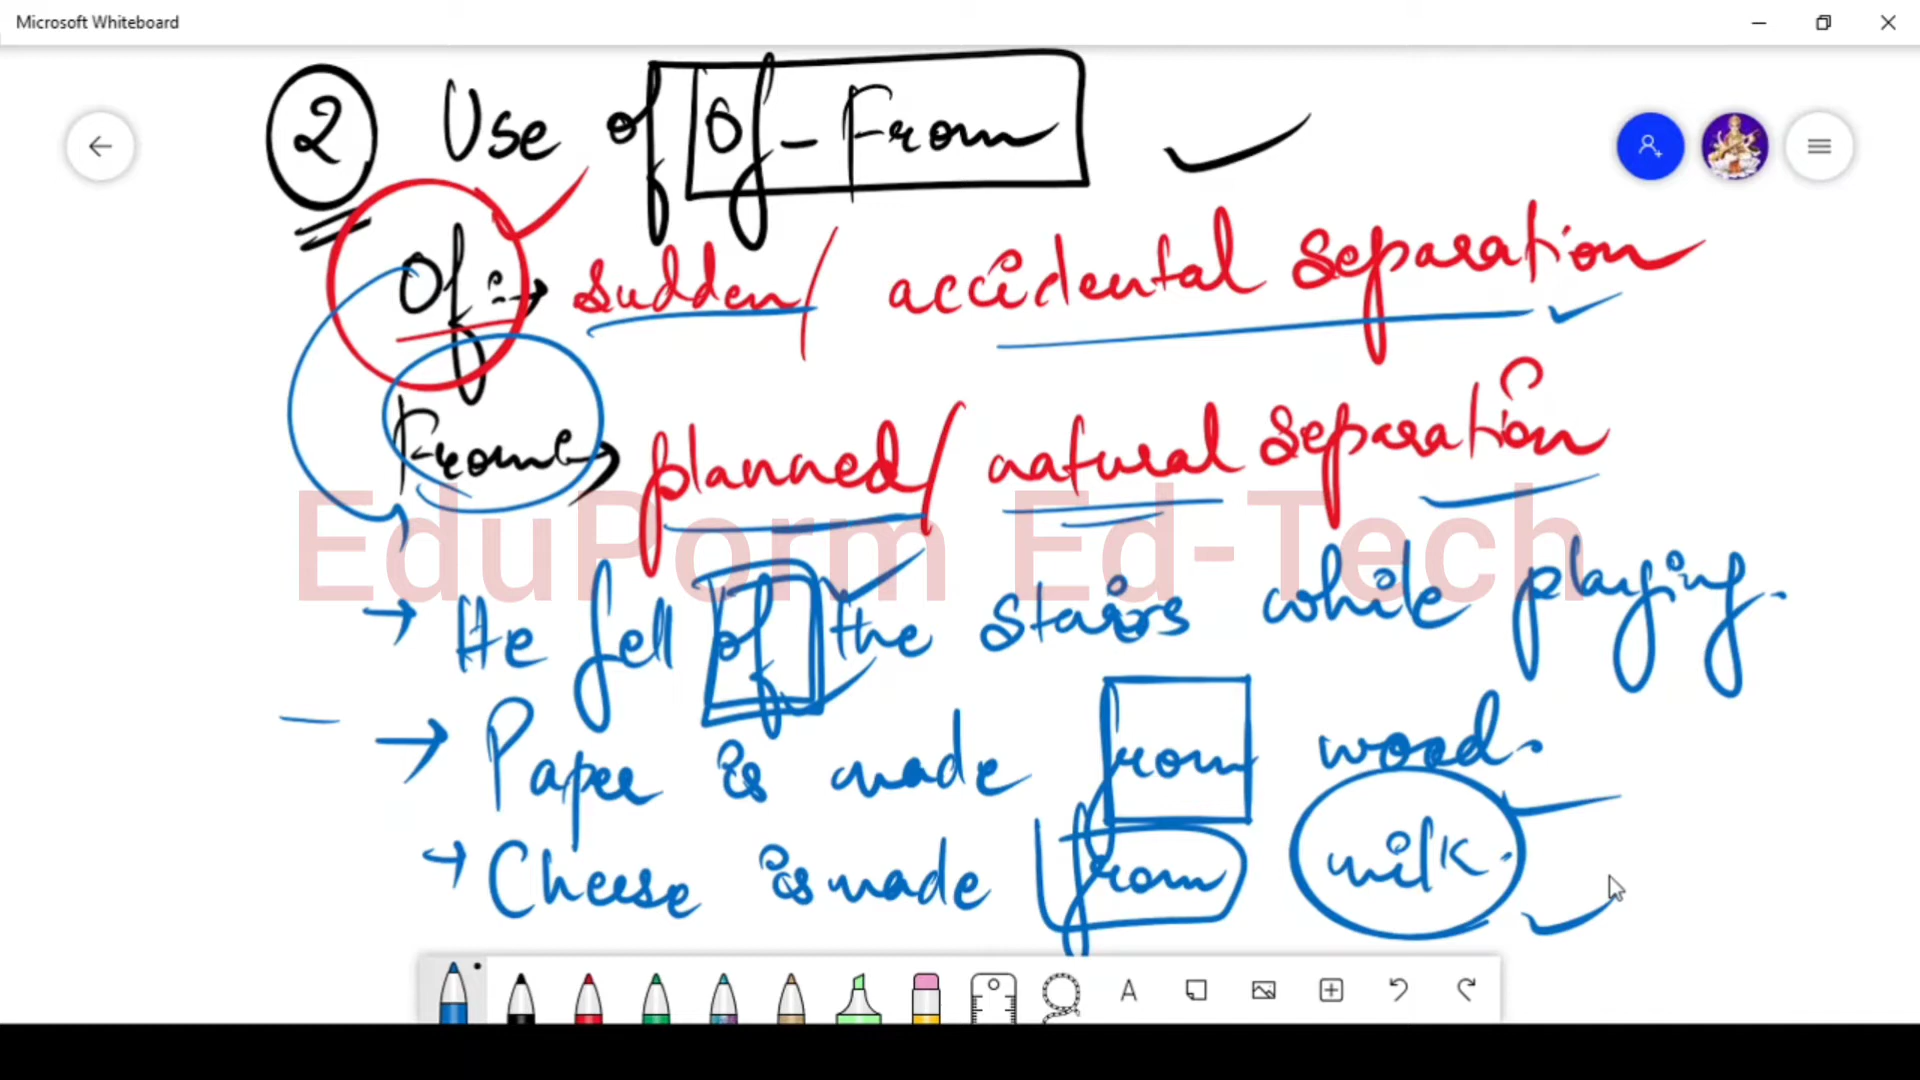 Microsoft Whiteboard
2 Use of Of - From
Of :→ sudden / accidental separation
From :→ planned / natural separation
EduPorm Ed-Tech
→ He fell of the stairs while playing.
→ Paper is made from wood.
→ Cheese is made from milk.